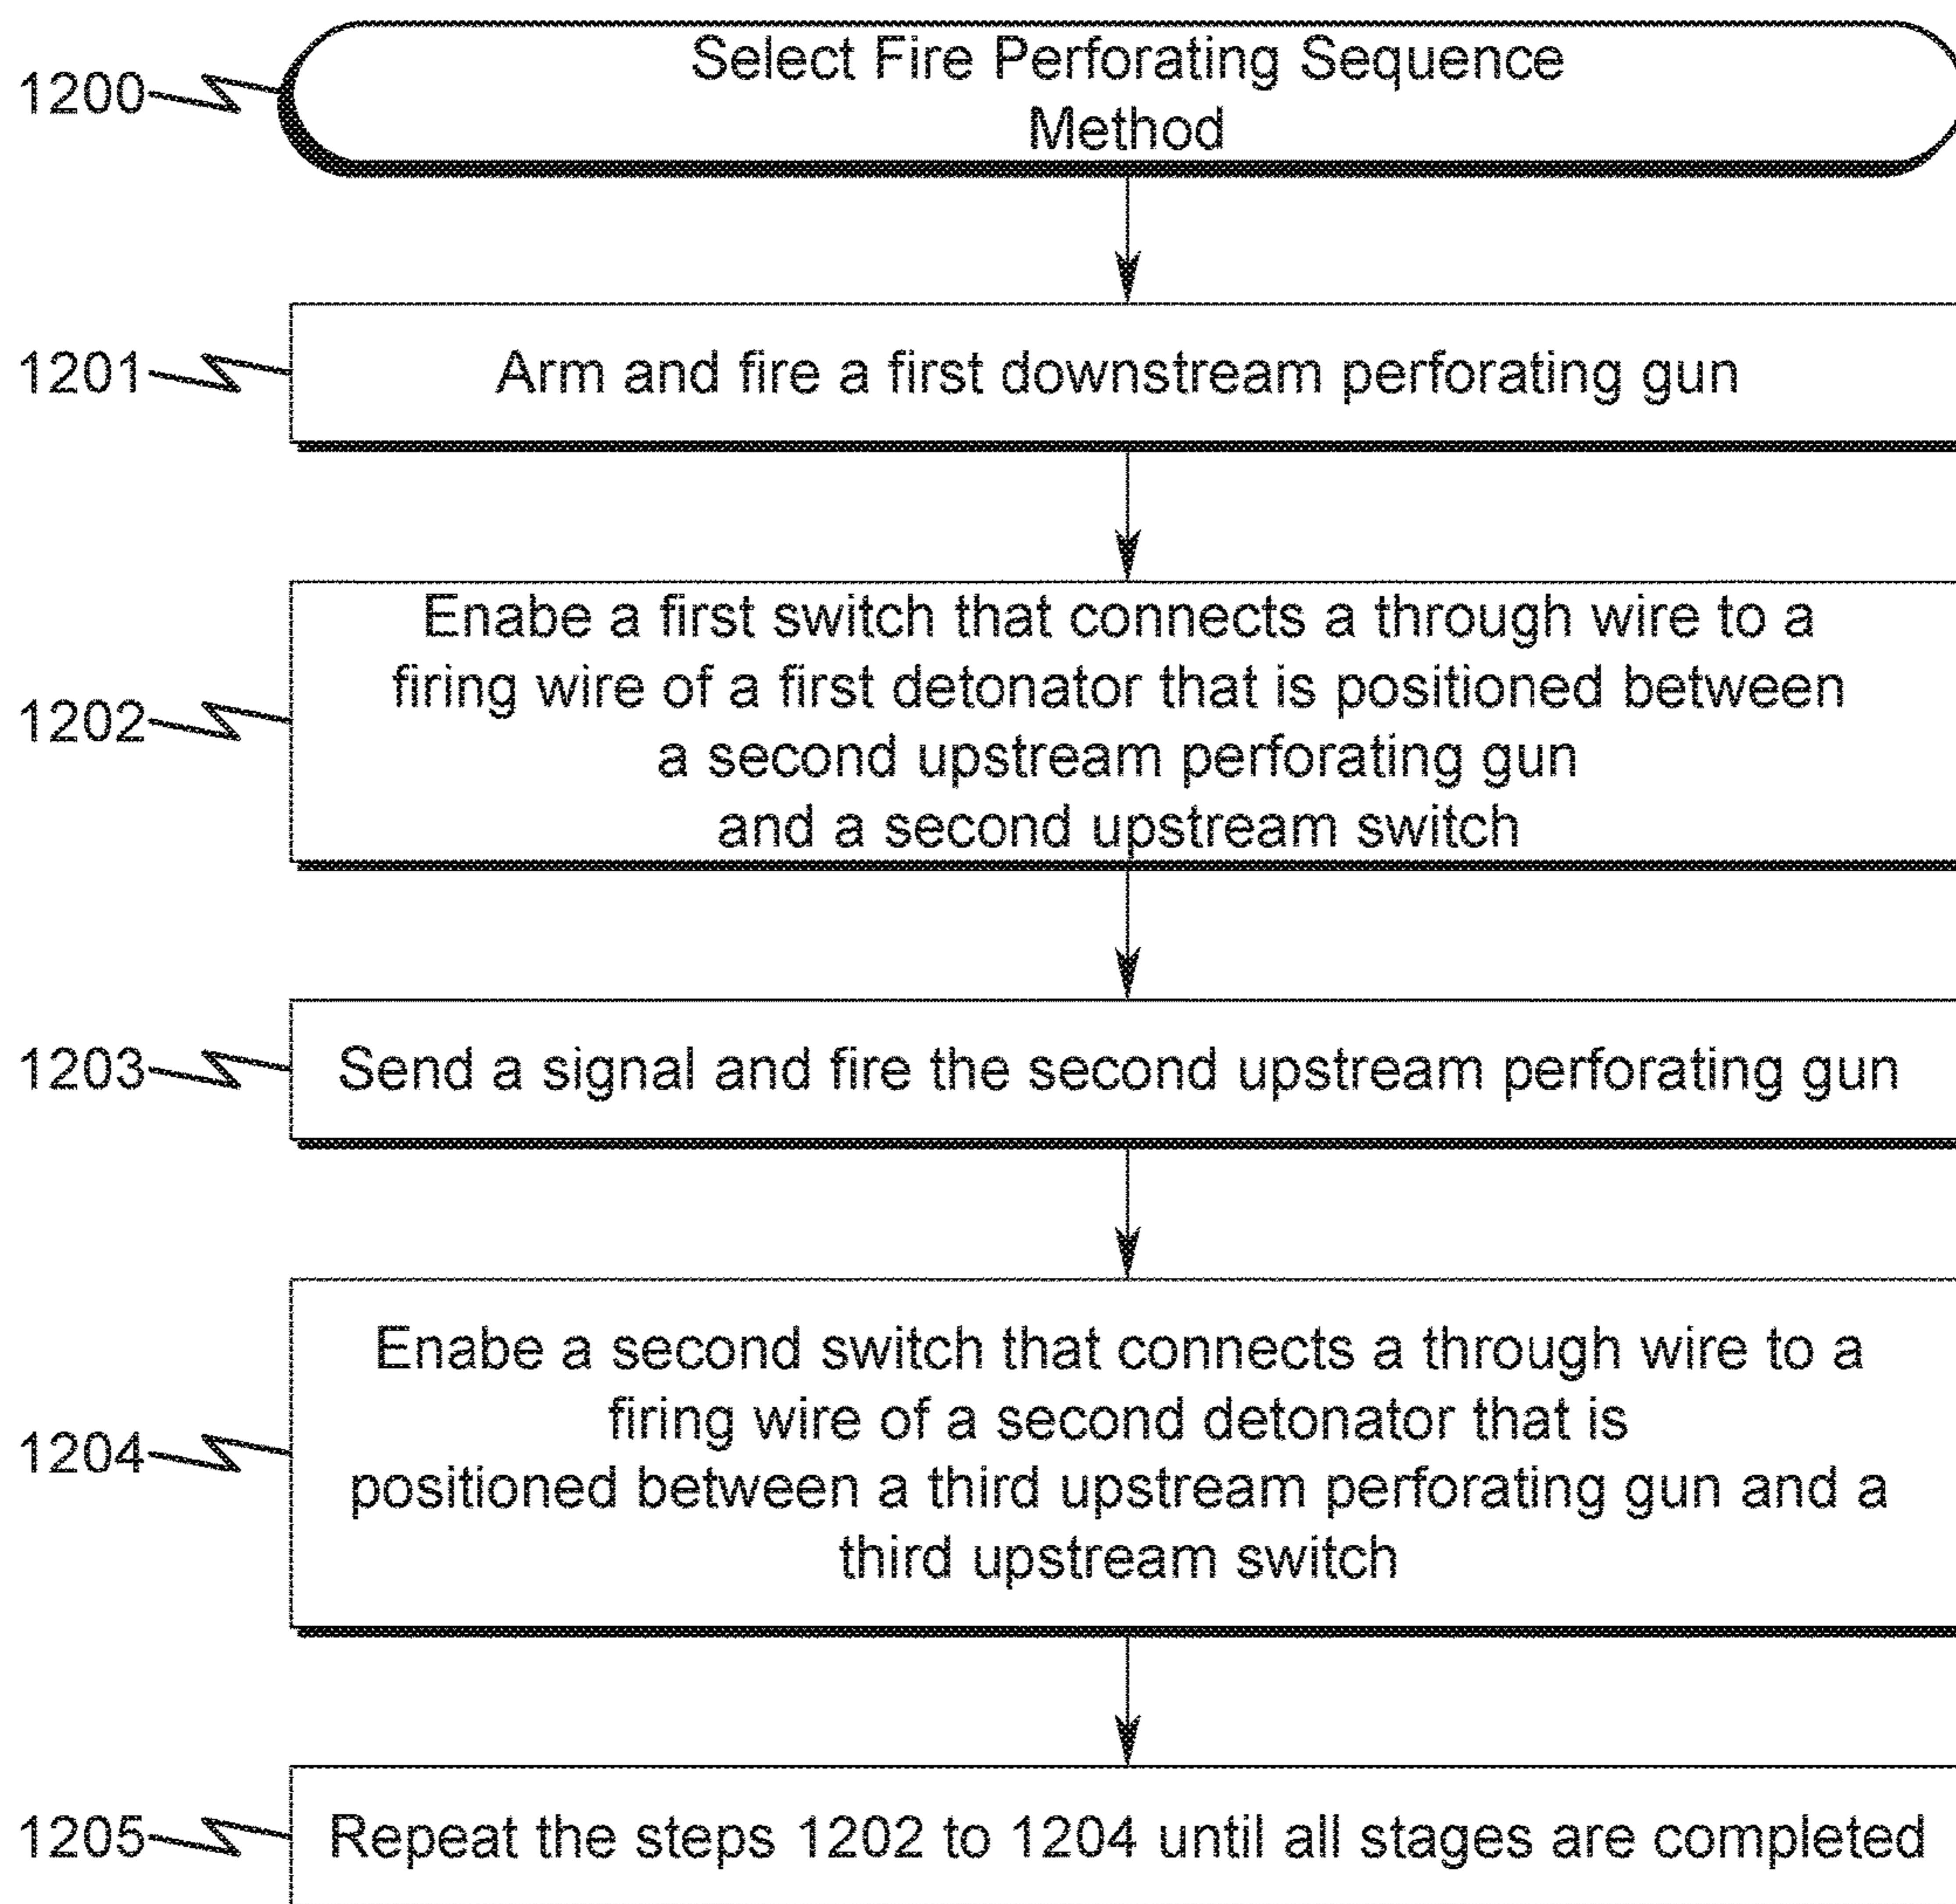 1200
Select Fire Perforating Sequence
Method
1201
Arm and fire a first downstream perforating gun
1202
Enabe a first switch that connects a through wire to a
firing wire of a first detonator that is positioned between
a second upstream perforating gun
and a second upstream switch
1203
Send a signal and fire the second upstream perforating gun
1204
Enabe a second switch that connects a through wire to a
firing wire of a second detonator that is
positioned between a third upstream perforating gun and a
third upstream switch
1205
Repeat the steps 1202 to 1204 until all stages are completed